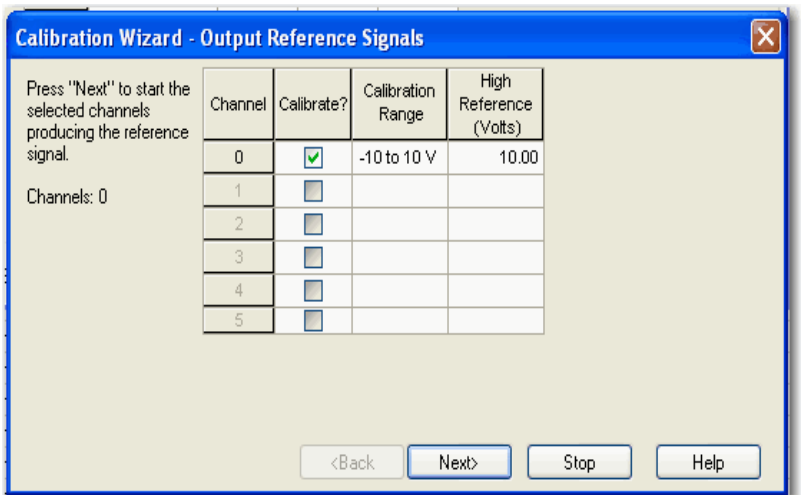 Calibration Wizard - Output Reference Signals
Press "Next" to start the
selected channels
producing the reference
signal.
Channels: 0
Channel Calibrate? Calibration Range High Reference (Volts)
0 -10 to 10 V 10.00
1
2
3
4
5
<Back Next> Stop Help